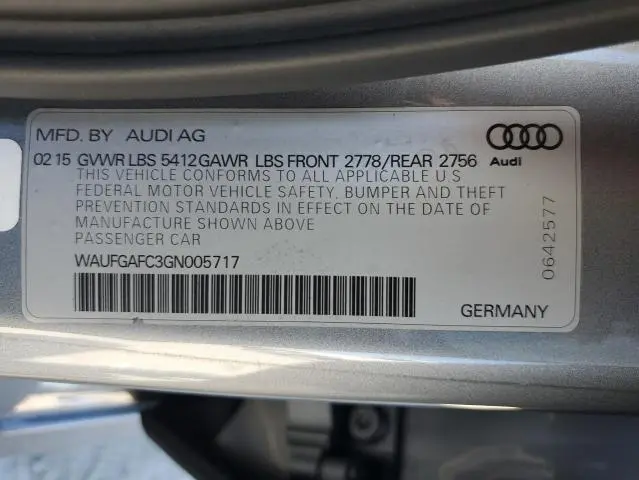 MFD. BY AUDI AG
02 15 GVWR LBS 5412 GAWR LBS FRONT 2778/REAR 2756
Audi
THIS VEHICLE CONFORMS TO ALL APPLICABLE U.S
FEDERAL MOTOR VEHICLE SAFETY, BUMPER AND THEFT
PREVENTION STANDARDS IN EFFECT ON THE DATE OF
MANUFACTURE SHOWN ABOVE
PASSENGER CAR
WAUFGAFC3GN005717
0642577
GERMANY